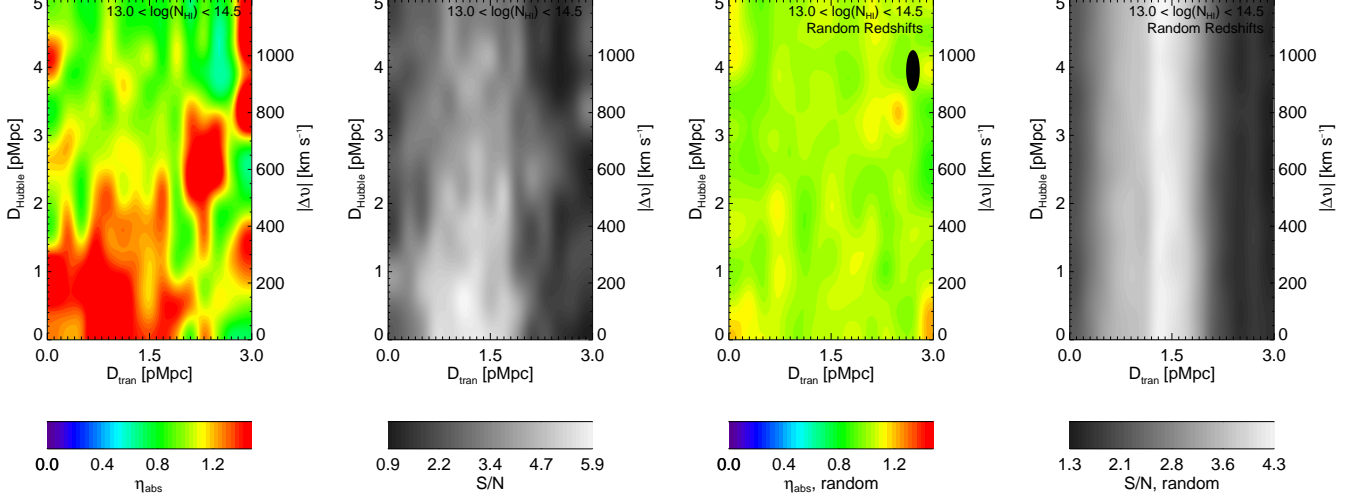 13.0 < log(N_HI) < 14.5
5
4
3
2
1
0
D_Hubble [pMpc]
1000
800
600
400
200
0
|Δυ| [km s⁻¹]
0.0 1.5 3.0
D_tran [pMpc]
0.0 0.4 0.8 1.2
η_abs
13.0 < log(N_HI) < 14.5
5
4
3
2
1
0
D_Hubble [pMpc]
1000
800
600
400
200
0
|Δυ| [km s⁻¹]
0.0 1.5 3.0
D_tran [pMpc]
0.9 2.2 3.4 4.7 5.9
S/N
13.0 < log(N_HI) < 14.5
Random Redshifts
5
4
3
2
1
0
D_Hubble [pMpc]
1000
800
600
400
200
0
|Δυ| [km s⁻¹]
0.0 1.5 3.0
D_tran [pMpc]
0.0 0.4 0.8 1.2
η_abs, random
13.0 < log(N_HI) < 14.5
Random Redshifts
5
4
3
2
1
0
D_Hubble [pMpc]
1000
800
600
400
200
0
|Δυ| [km s⁻¹]
0.0 1.5 3.0
D_tran [pMpc]
1.3 2.1 2.8 3.6 4.3
S/N, random